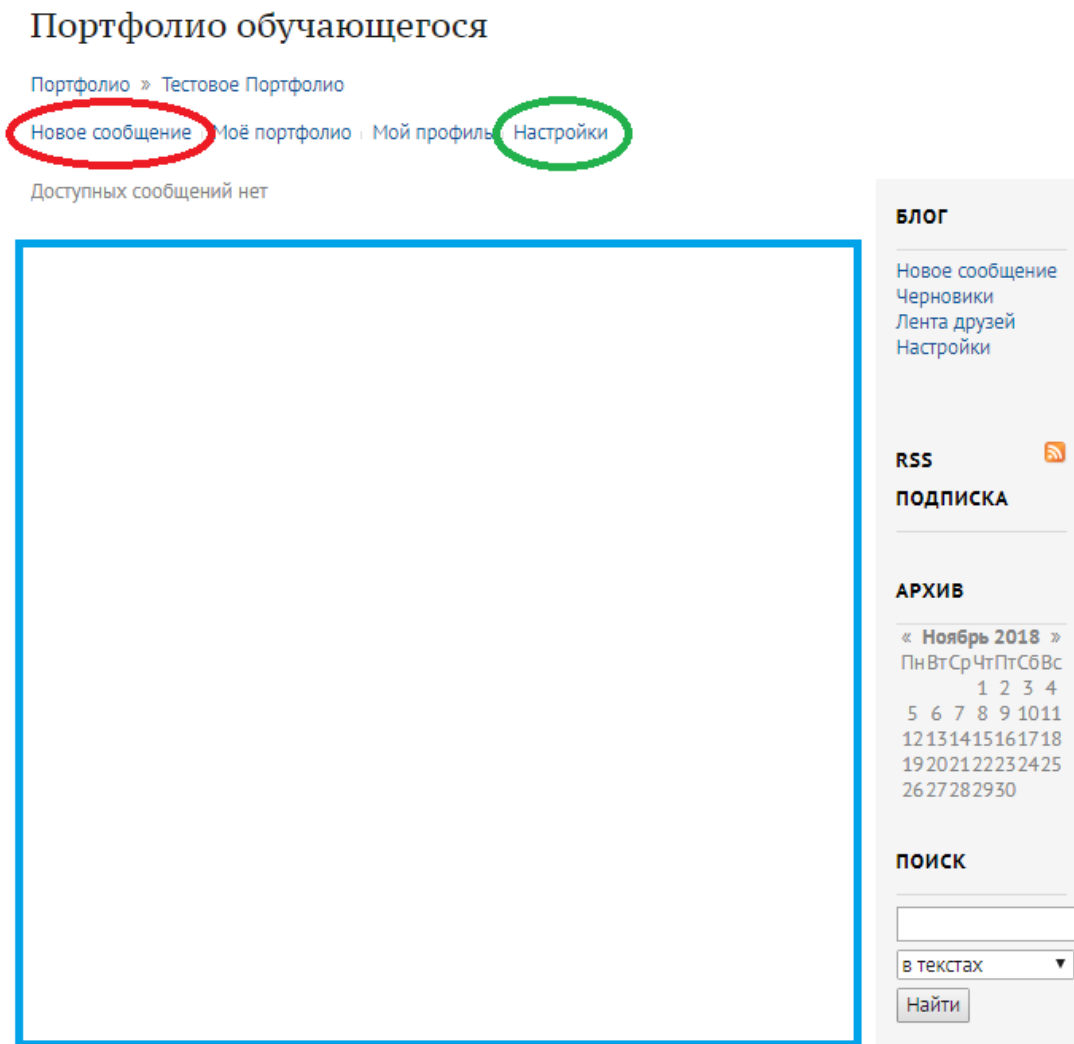 Портфолио обучающегося
Портфолио » Тестовое Портфолио
Новое сообщение Моё портфолио Мой профиль Настройки
Доступных сообщений нет
БЛОГ
Новое сообщение
Черновики
Лента друзей
Настройки
RSS
ПОДПИСКА
АРХИВ
« Ноябрь 2018 »
Пн Вт Ср Чт Пт Сб Вс
1 2 3 4
5 6 7 8 9 10 11
12 13 14 15 16 17 18
19 20 21 22 23 24 25
26 27 28 29 30
ПОИСК
в текстах
Найти